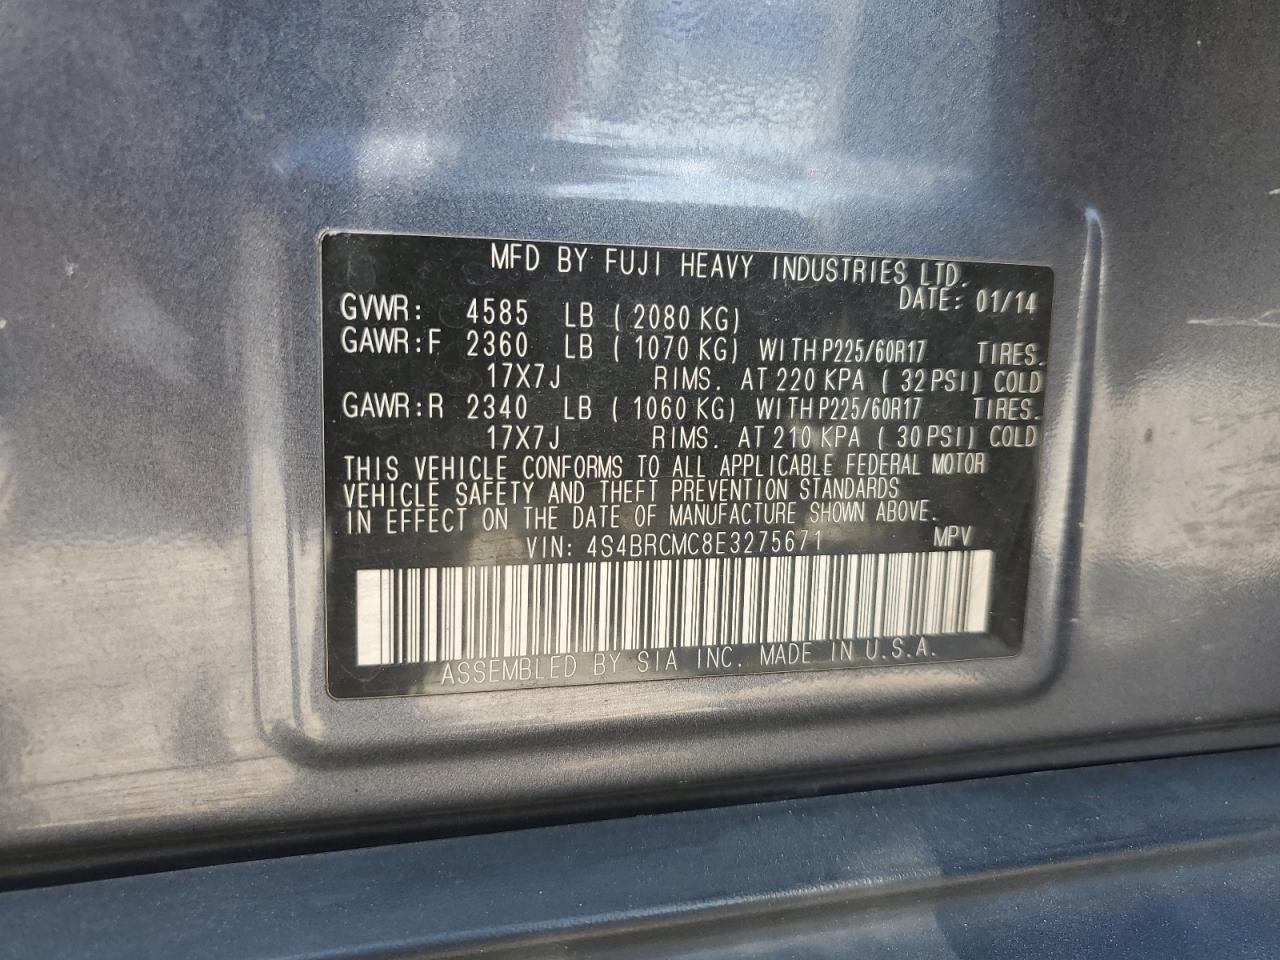 MFD BY FUJI HEAVY INDUSTRIES LTD.
DATE: 01/14
GVWR: 4585 LB (2080 KG)
GAWR:F 2360 LB (1070 KG) WITH P225/60R17 TIRES.
17X7J RIMS. AT 220 KPA (32 PSI) COLD
GAWR:R 2340 LB (1060 KG) WITH P225/60R17 TIRES.
17X7J RIMS. AT 210 KPA (30 PSI) COLD
THIS VEHICLE CONFORMS TO ALL APPLICABLE FEDERAL MOTOR
VEHICLE SAFETY AND THEFT PREVENTION STANDARDS
IN EFFECT ON THE DATE OF MANUFACTURE SHOWN ABOVE.
VIN: 4S4BRCMC8E3275671 MPV
ASSEMBLED BY SIA INC. MADE IN U.S.A.